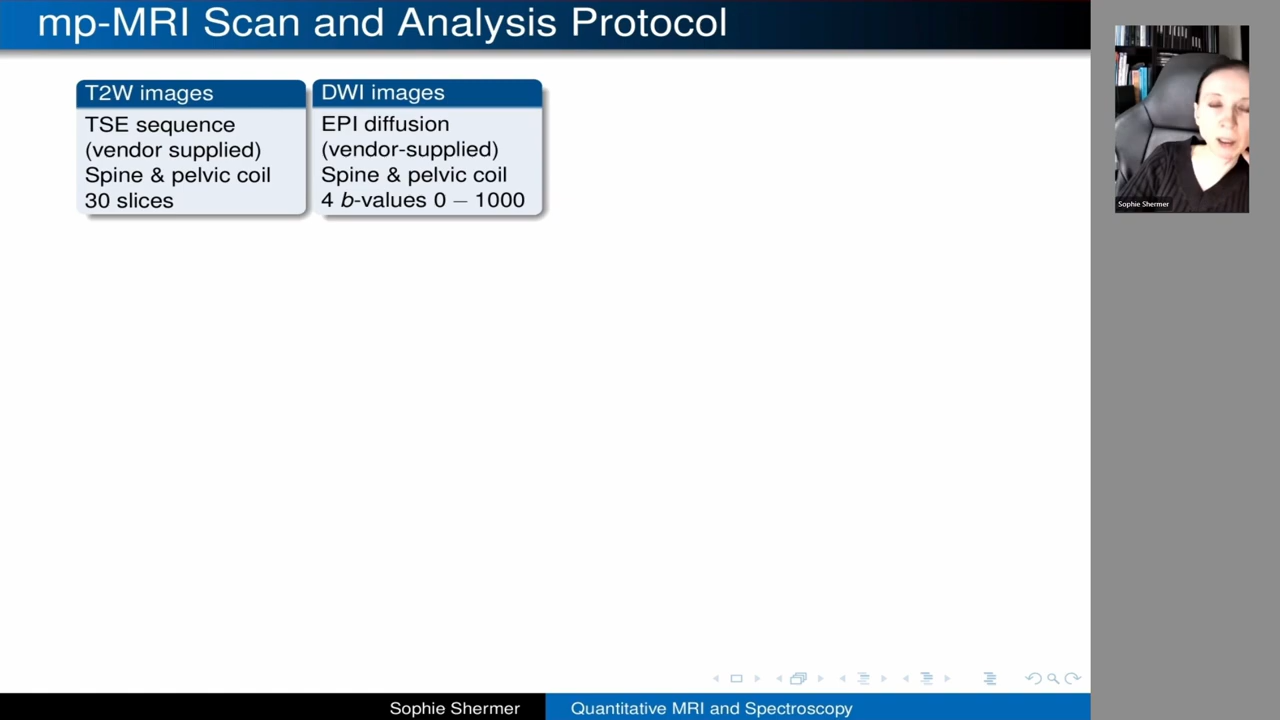 mp-MRI Scan and Analysis Protocol
T2W images
TSE sequence
(vendor supplied)
Spine & pelvic coil
30 slices
DWI images
EPI diffusion
(vendor-supplied)
Spine & pelvic coil
4 b-values 0 – 1000
Sophie Shermer
Sophie Shermer
Quantitative MRI and Spectroscopy